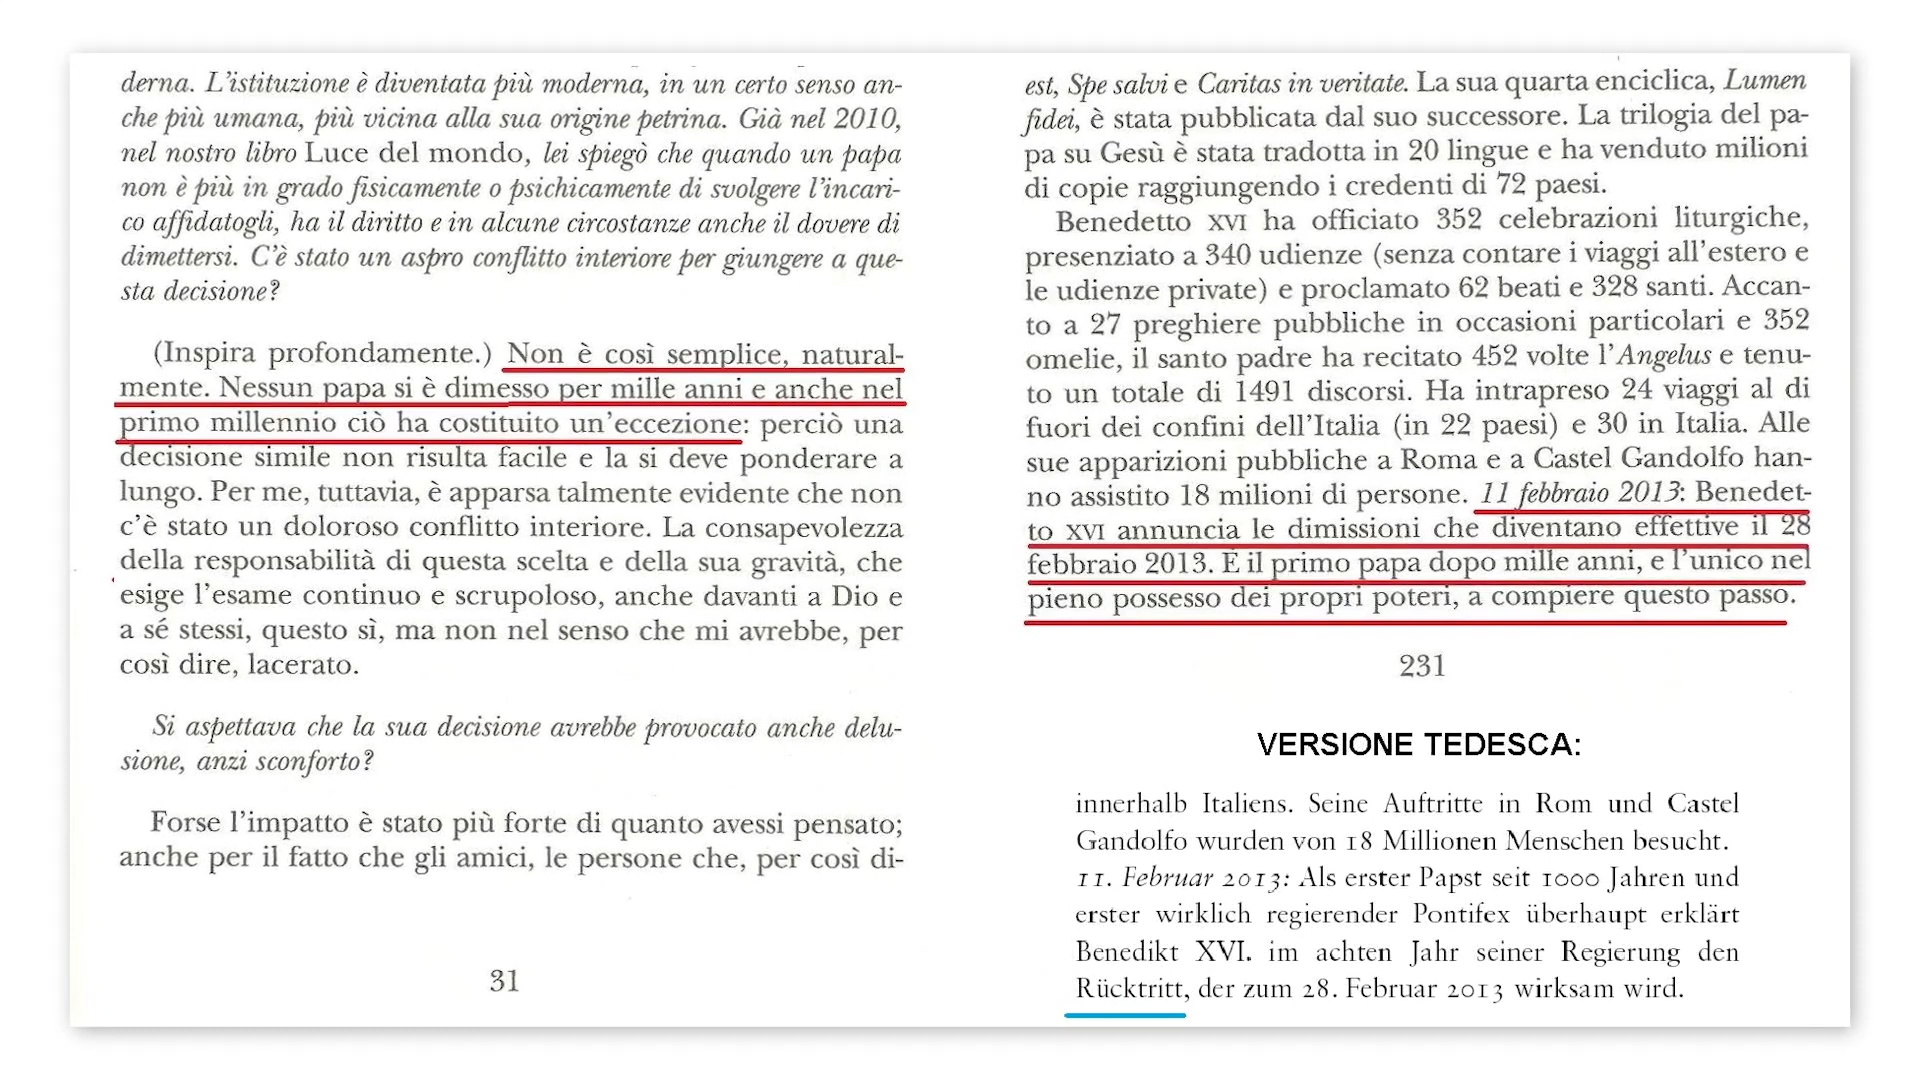 derna. L'istituzione è diventata più moderna, in un certo senso an-
che più umana, più vicina alla sua origine petrina. Già nel 2010,
nel nostro libro Luce del mondo, lei spiegò che quando un papa
non è più in grado fisicamente o psichicamente di svolgere l'incari-
co affidatogli, ha il diritto e in alcune circostanze anche il dovere di
dimettersi. C'è stato un aspro conflitto interiore per giungere a que-
sta decisione?
(Inspira profondamente.) Non è così semplice, natural-
mente. Nessun papa si è dimesso per mille anni e anche nel
primo millennio ciò ha costituito un'eccezione: perciò una
decisione simile non risulta facile e la si deve ponderare a
lungo. Per me, tuttavia, è apparsa talmente evidente che non
c'è stato un doloroso conflitto interiore. La consapevolezza
della responsabilità di questa scelta e della sua gravità, che
esige l'esame continuo e scrupoloso, anche davanti a Dio e
a sé stessi, questo sì, ma non nel senso che mi avrebbe, per
così dire, lacerato.
Si aspettava che la sua decisione avrebbe provocato anche delu-
sione, anzi sconforto?
Forse l'impatto è stato più forte di quanto avessi pensato;
anche per il fatto che gli amici, le persone che, per così di-
31
est, Spe salvi e Caritas in veritate. La sua quarta enciclica, Lumen
fidei, è stata pubblicata dal suo successore. La trilogia del pa-
pa su Gesù è stata tradotta in 20 lingue e ha venduto milioni
di copie raggiungendo i credenti di 72 paesi.
Benedetto XVI ha officiato 352 celebrazioni liturgiche,
presenziato a 340 udienze (senza contare i viaggi all'estero e
le udienze private) e proclamato 62 beati e 328 santi. Accan-
to a 27 preghiere pubbliche in occasioni particolari e 352
omelie, il santo padre ha recitato 452 volte l'Angelus e tenu-
to un totale di 1491 discorsi. Ha intrapreso 24 viaggi al di
fuori dei confini dell'Italia (in 22 paesi) e 30 in Italia. Alle
sue apparizioni pubbliche a Roma e a Castel Gandolfo han-
no assistito 18 milioni di persone. 11 febbraio 2013: Benedet-
to XVI annuncia le dimissioni che diventano effettive il 28
febbraio 2013. È il primo papa dopo mille anni, e l'unico nel
pieno possesso dei propri poteri, a compiere questo passo.
231
VERSIONE TEDESCA:
innerhalb Italiens. Seine Auftritte in Rom und Castel
Gandolfo wurden von 18 Millionen Menschen besucht.
11. Februar 2013: Als erster Papst seit 1000 Jahren und
erster wirklich regierender Pontifex überhaupt erklärt
Benedikt XVI. im achten Jahr seiner Regierung den
Rücktritt, der zum 28. Februar 2013 wirksam wird.